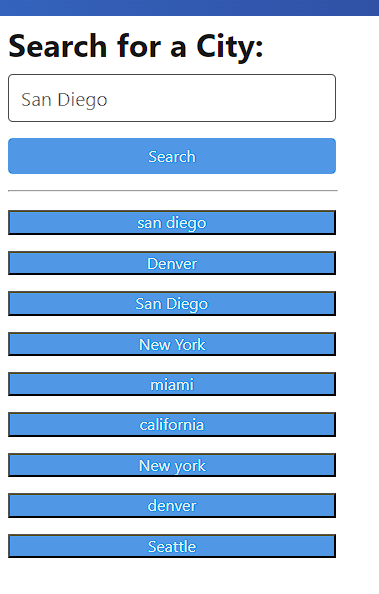 Search for a City:
San Diego
Search
san diego
Denver
San Diego
New York
miami
california
New york
denver
Seattle